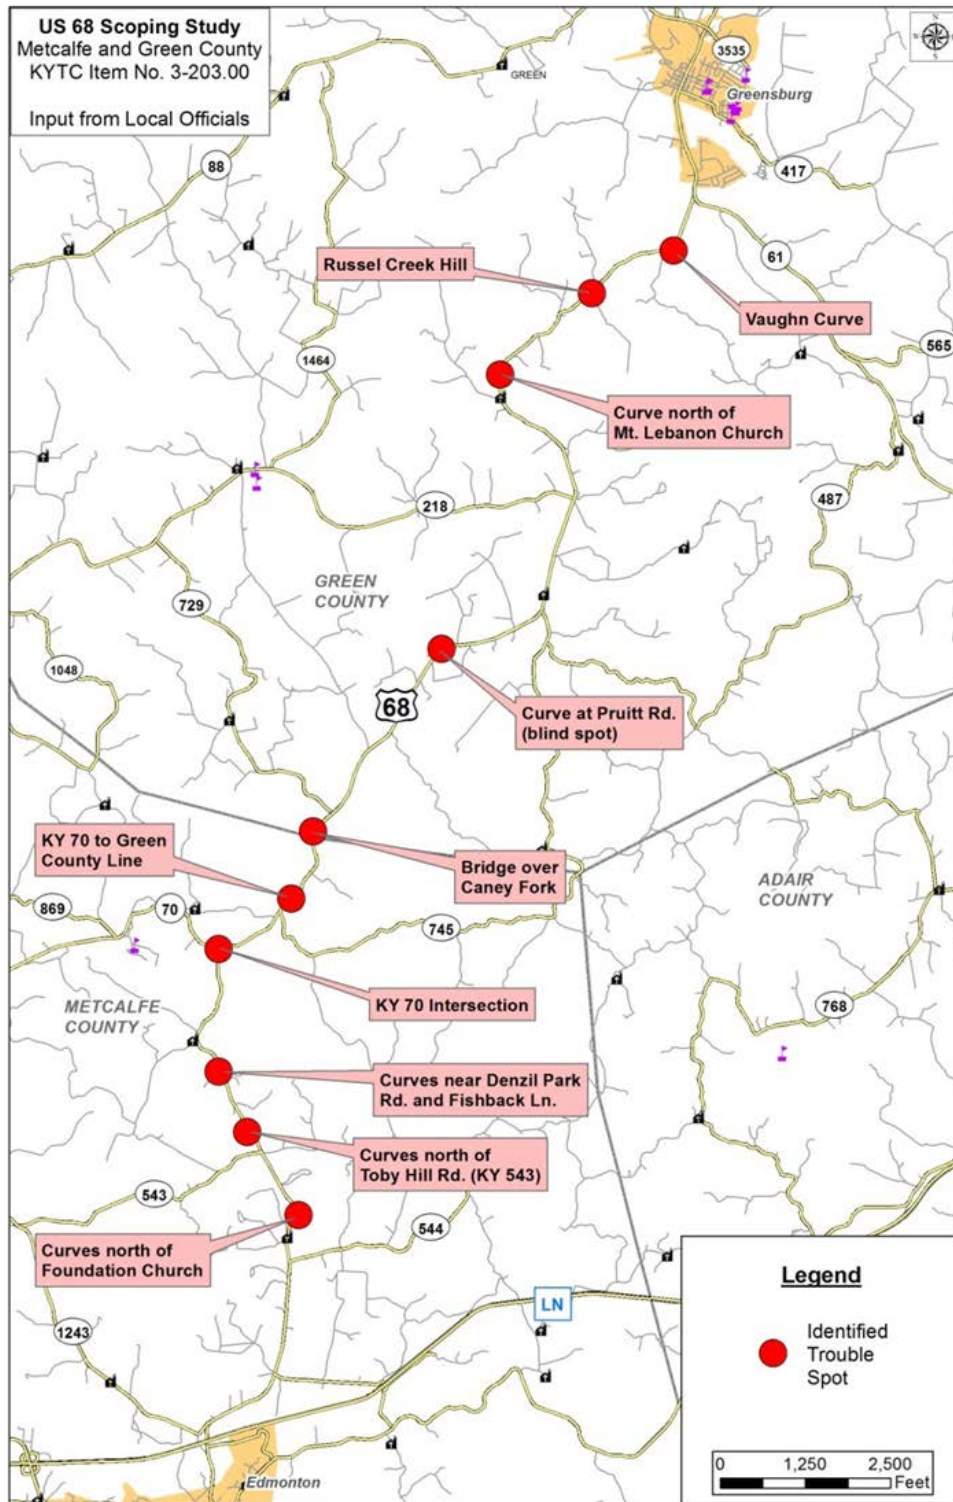 US 68 Scoping Study
Metcalfe and Green County
KYTC Item No. 3-203.00
Input from Local Officials
GREEN
3535
Greensburg
N
88
417
Russel Creek Hill
61
Vaughn Curve
565
1464
Curve north of
Mt. Lebanon Church
218
487
GREEN
COUNTY
729
1048
68
Curve at Pruitt Rd.
(blind spot)
KY 70 to Green
County Line
Bridge over
Caney Fork
ADAIR
COUNTY
869
70
745
KY 70 Intersection
METCALFE
COUNTY
768
Curves near Denzil Park
Rd. and Fishback Ln.
Curves north of
Toby Hill Rd. (KY 543)
543
544
Curves north of
Foundation Church
LN
1243
Edmonton
Legend
Identified
Trouble
Spot
0 1,250 2,500
Feet